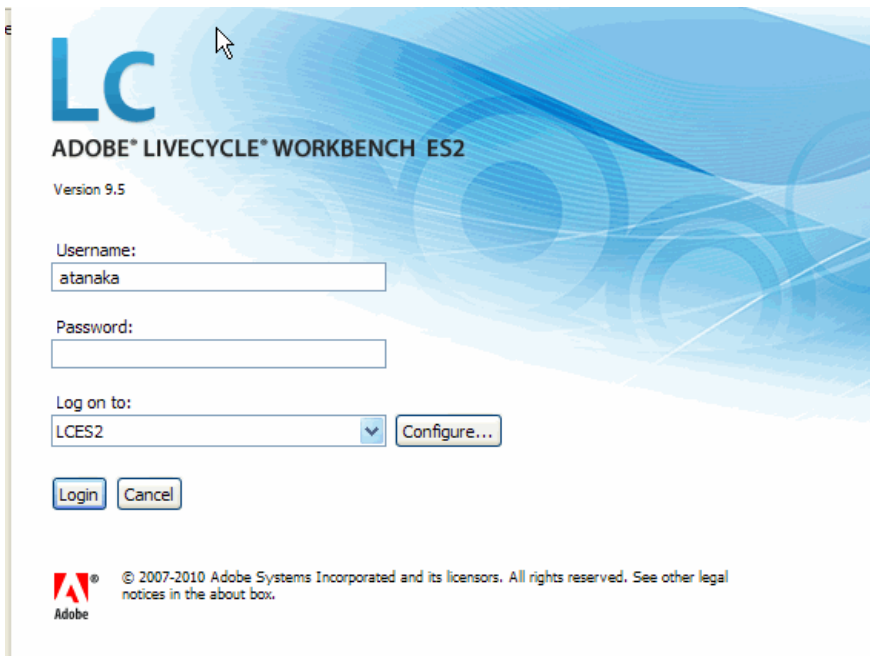 Lc
ADOBE® LIVECYCLE® WORKBENCH ES2
Version 9.5
Username:
atanaka
Password:
Log on to:
LCES2
Configure...
Login Cancel
© 2007-2010 Adobe Systems Incorporated and its licensors. All rights reserved. See other legal
notices in the about box.
®
Adobe